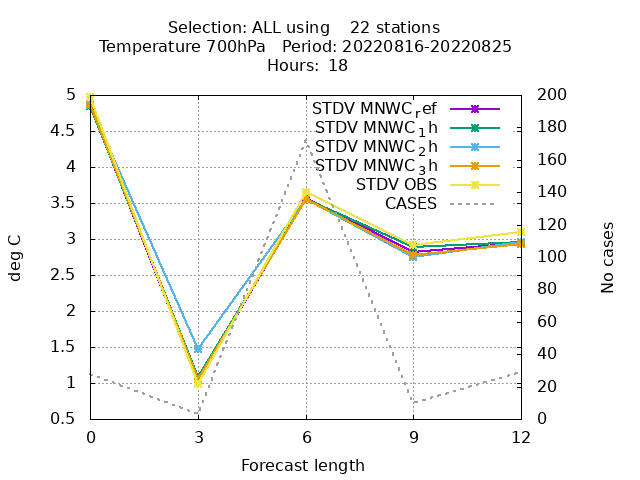 Selection: ALL using 22 stations
Temperature 700hPa Period: 20220816-20220825
Hours: 18
STDV MNWC_ref
STDV MNWC_1h
STDV MNWC_2h
STDV MNWC_3h
STDV OBS
CASES
5
4.5
4
3.5
3
2.5
2
1.5
1
0.5
200
180
160
140
120
100
80
60
40
20
0
deg C
No cases
0 3 6 9 12
Forecast length